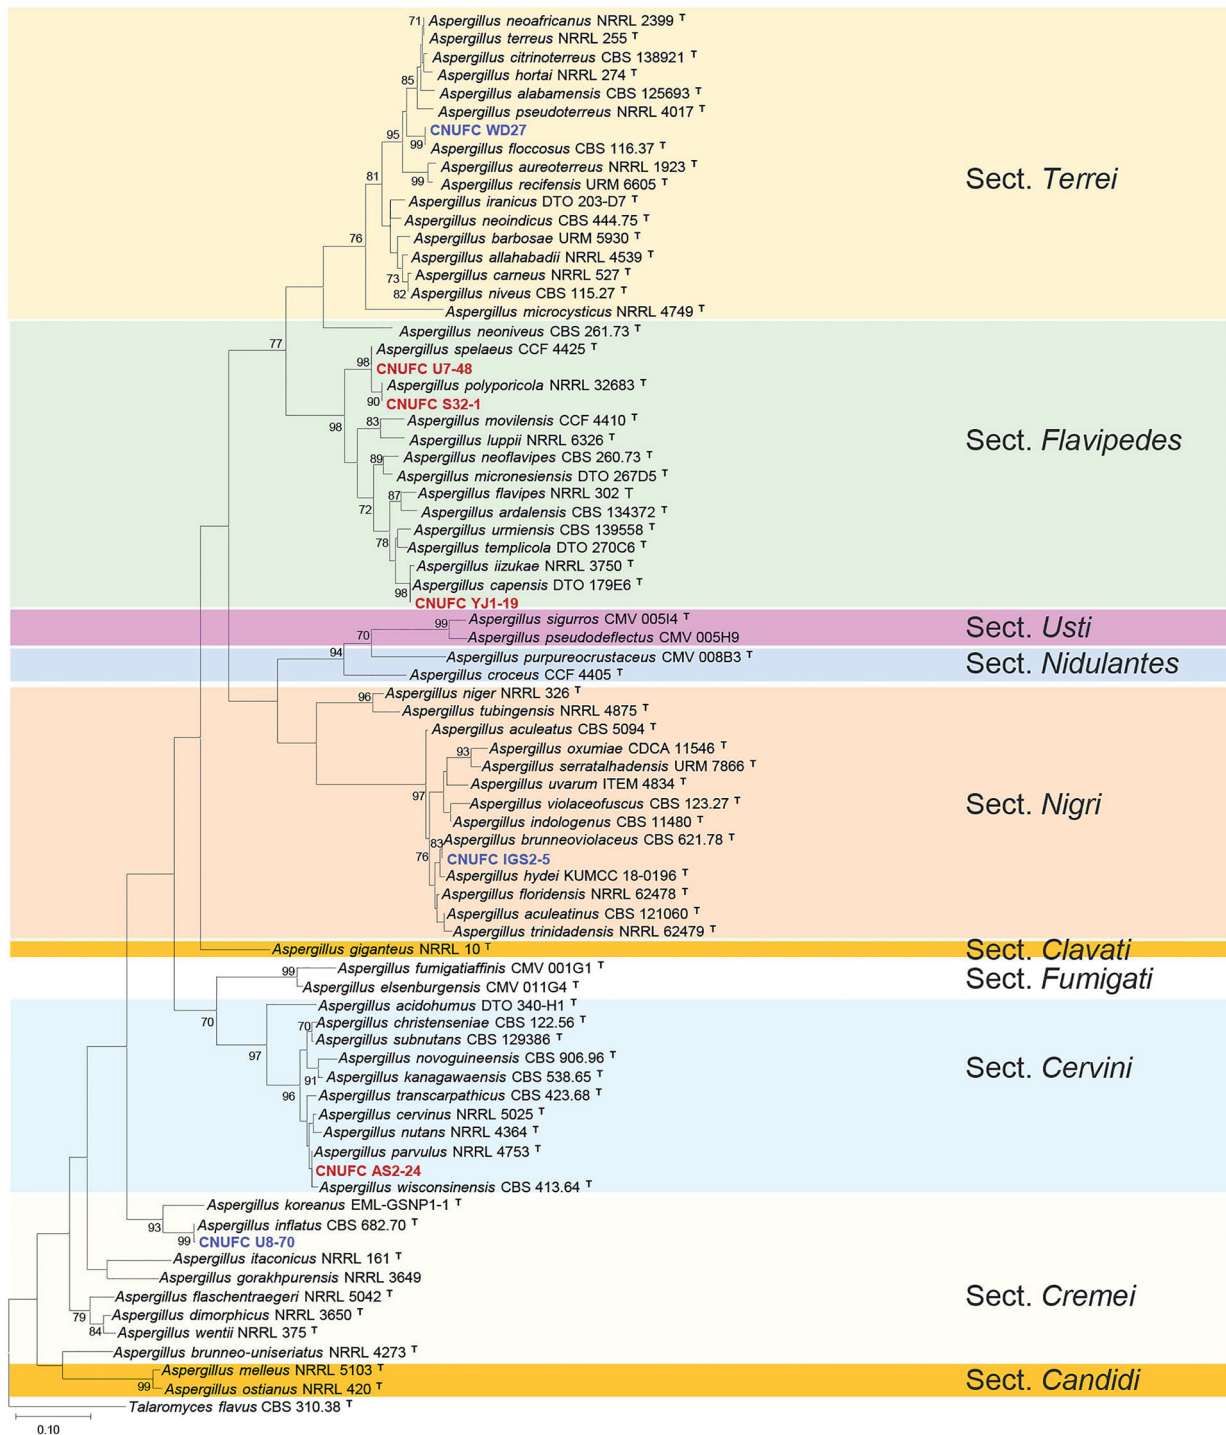 71
Aspergillus neoafricanus NRRL 2399 T
Aspergillus terreus NRRL 255 T
Aspergillus citrinoterreus CBS 138921 T
Aspergillus hortai NRRL 274 T
85
Aspergillus alabamensis CBS 125693 T
Aspergillus pseudoterreus NRRL 4017 T
CNUFC WD27
95
99
Aspergillus floccosus CBS 116.37 T
Aspergillus aureoterreus NRRL 1923 T
81
99
Aspergillus recifensis URM 6605 T
Sect. Terrei
Aspergillus iranicus DTO 203-D7 T
Aspergillus neoindicus CBS 444.75 T
76
Aspergillus barbosae URM 5930 T
Aspergillus allahabadii NRRL 4539 T
73
Aspergillus carneus NRRL 527 T
82
Aspergillus niveus CBS 115.27 T
Aspergillus microcysticus NRRL 4749 T
Aspergillus neoniveus CBS 261.73 T
77
Aspergillus spelaeus CCF 4425 T
98
CNUFC U7-48
Aspergillus polyporicola NRRL 32683 T
90
CNUFC S32-1
98
83
Aspergillus movilensis CCF 4410 T
Aspergillus luppii NRRL 6326 T
Sect. Flavipedes
89
Aspergillus neoflavipes CBS 260.73 T
Aspergillus micronesiensis DTO 267D5 T
87
Aspergillus flavipes NRRL 302 T
72
Aspergillus ardalensis CBS 134372 T
Aspergillus urmiensis CBS 139558 T
78
Aspergillus templicola DTO 270C6 T
Aspergillus iizukae NRRL 3750 T
98
Aspergillus capensis DTO 179E6 T
CNUFC YJ1-19
99
Aspergillus sigurros CMV 005I4 T
70
Aspergillus pseudodeflectus CMV 005H9
Sect. Usti
94
Aspergillus purpureocrustaceus CMV 008B3 T
Aspergillus croceus CCF 4405 T
Sect. Nidulantes
96
Aspergillus niger NRRL 326 T
Aspergillus tubingensis NRRL 4875 T
Aspergillus aculeatus CBS 5094 T
93
Aspergillus oxumiae CDCA 11546 T
Aspergillus serratalhadensis URM 7866 T
Aspergillus uvarum ITEM 4834 T
97
Aspergillus violaceofuscus CBS 123.27 T
Sect. Nigri
Aspergillus indologenus CBS 11480 T
83
Aspergillus brunneoviolaceus CBS 621.78 T
76
CNUFC IGS2-5
Aspergillus hydei KUMCC 18-0196 T
Aspergillus floridensis NRRL 62478 T
Aspergillus aculeatinus CBS 121060 T
Aspergillus trinidadensis NRRL 62479 T
Aspergillus giganteus NRRL 10 T
Sect. Clavati
99
Aspergillus fumigatiaffinis CMV 001G1 T
Aspergillus elsenburgensis CMV 011G4 T
Sect. Fumigati
70
Aspergillus acidohumus DTO 340-H1 T
70
Aspergillus christenseniae CBS 122.56 T
Aspergillus subnutans CBS 129386 T
97
Aspergillus novoguineensis CBS 906.96 T
91
Aspergillus kanagawaensis CBS 538.65 T
Sect. Cervini
96
Aspergillus transcarpathicus CBS 423.68 T
Aspergillus cervinus NRRL 5025 T
Aspergillus nutans NRRL 4364 T
Aspergillus parvulus NRRL 4753 T
CNUFC AS2-24
Aspergillus wisconsinensis CBS 413.64 T
Aspergillus koreanus EML-GSNP1-1 T
93
Aspergillus inflatus CBS 682.70 T
99
CNUFC U8-70
Aspergillus itaconicus NRRL 161 T
Aspergillus gorakhpurensis NRRL 3649
Aspergillus flaschentraegeri NRRL 5042 T
Sect. Cremei
79
Aspergillus dimorphicus NRRL 3650 T
84
Aspergillus wentii NRRL 375 T
Aspergillus brunneo-uniseriatus NRRL 4273 T
Aspergillus melleus NRRL 5103 T
99
Aspergillus ostianus NRRL 420 T
Sect. Candidi
Talaromyces flavus CBS 310.38 T
0.10